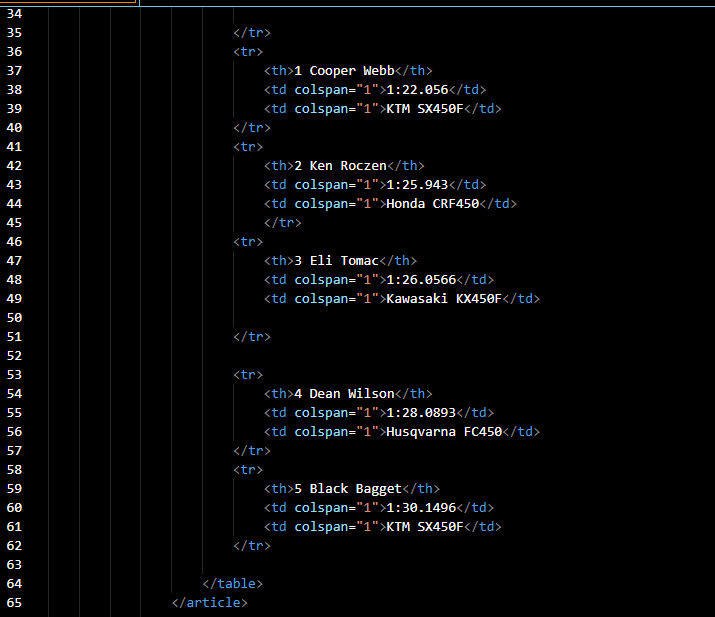 34
35 </tr>
36 <tr>
37 <th>1 Cooper Webb</th>
38 <td colspan="1">1:22.056</td>
39 <td colspan="1">KTM SX450F</td>
40 </tr>
41 <tr>
42 <th>2 Ken Roczen</th>
43 <td colspan="1">1:25.943</td>
44 <td colspan="1">Honda CRF450</td>
45 </tr>
46 <tr>
47 <th>3 Eli Tomac</th>
48 <td colspan="1">1:26.0566</td>
49 <td colspan="1">Kawasaki KX450F</td>
50
51 </tr>
52
53 <tr>
54 <th>4 Dean Wilson</th>
55 <td colspan="1">1:28.0893</td>
56 <td colspan="1">Husqvarna FC450</td>
57 </tr>
58 <tr>
59 <th>5 Black Bagget</th>
60 <td colspan="1">1:30.1496</td>
61 <td colspan="1">KTM SX450F</td>
62 </tr>
63
64 </table>
65 </article>